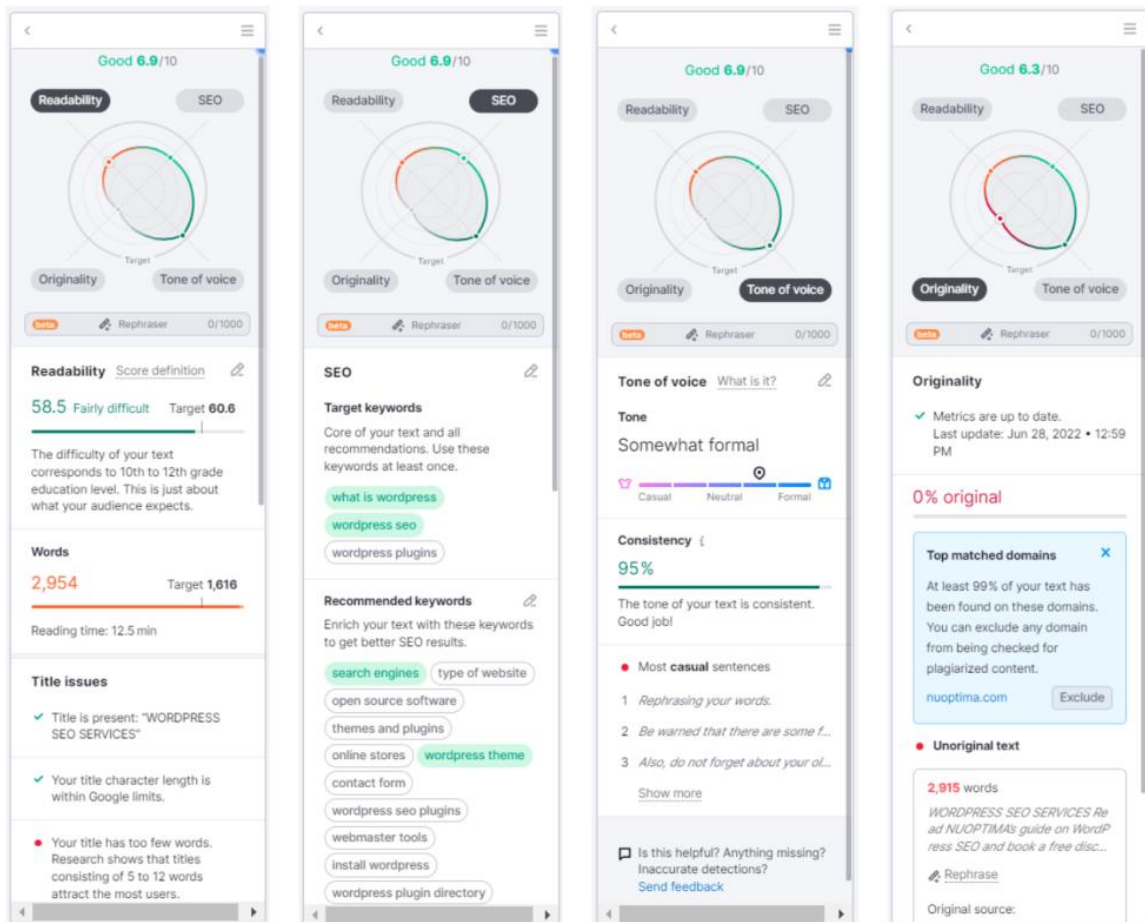 Good 6.9/10
Readability SEO
Target
Originality Tone of voice
beta Rephraser 0/1000
Readability Score definition
58.5 Fairly difficult Target 60.6
The difficulty of your text
corresponds to 10th to 12th grade
education level. This is just about
what your audience expects.
Words
2,954 Target 1,616
Reading time: 12.5 min
Title issues
Title is present: "WORDPRESS
SEO SERVICES"
Your title character length is
within Google limits.
Your title has too few words.
Research shows that titles
consisting of 5 to 12 words
attract the most users.
Good 6.9/10
Readability SEO
Target
Originality Tone of voice
beta Rephraser 0/1000
SEO
Target keywords
Core of your text and all
recommendations. Use these
keywords at least once.
what is wordpress
wordpress seo
wordpress plugins
Recommended keywords
Enrich your text with these keywords
to get better SEO results.
search engines type of website
open source software
themes and plugins
online stores wordpress theme
contact form
wordpress seo plugins
webmaster tools
install wordpress
wordpress plugin directory
Good 6.9/10
Readability SEO
Target
Originality Tone of voice
beta Rephraser 0/1000
Tone of voice What is it?
Tone
Somewhat formal
Casual Neutral Formal
Consistency i
95%
The tone of your text is consistent.
Good job!
Most casual sentences
1 Rephrasing your words.
2 Be warned that there are some f...
3 Also, do not forget about your ol...
Show more
Is this helpful? Anything missing?
Inaccurate detections?
Send feedback
Good 6.3/10
Readability SEO
Target
Originality Tone of voice
beta Rephraser 0/1000
Originality
Metrics are up to date.
Last update: Jun 28, 2022 • 12:59
PM
0% original
Top matched domains
At least 99% of your text has
been found on these domains.
You can exclude any domain
from being checked for
plagiarized content.
nuoptima.com Exclude
Unoriginal text
2,915 words
WORDPRESS SEO SERVICES Re
ad NUOPTIMA's guide on WordP
ress SEO and book a free disc...
Rephrase
Original source: